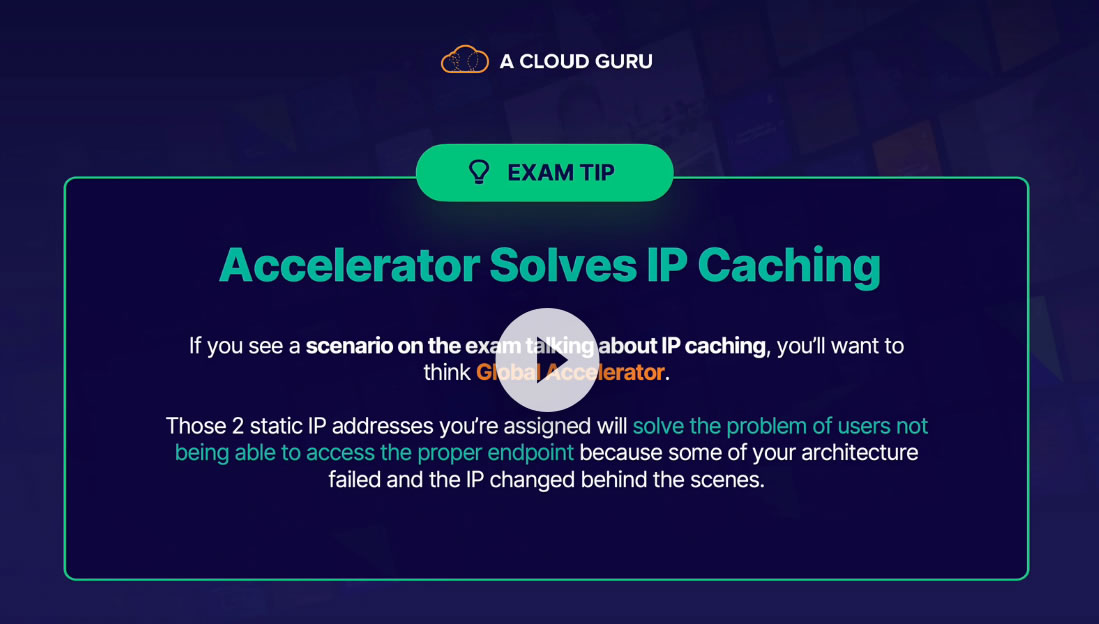 A CLOUD GURU
EXAM TIP
Accelerator Solves IP Caching
If you see a scenario on the exam talking about IP caching, you’ll want to
think Global Accelerator.
Those 2 static IP addresses you’re assigned will solve the problem of users not
being able to access the proper endpoint because some of your architecture
failed and the IP changed behind the scenes.